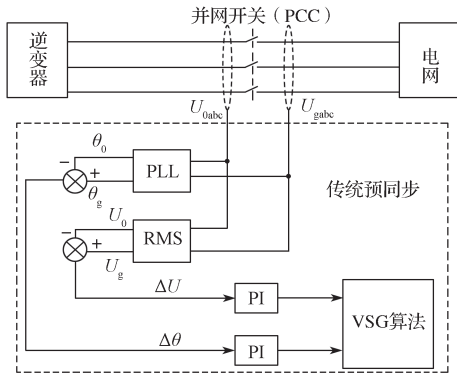 并网开关（PCC）
逆变器
电网
U0abc
Ugabc
θ0
−
+
PLL
θg
传统预同步
U0
−
+
RMS
Ug
ΔU
PI
VSG算法
Δθ
PI